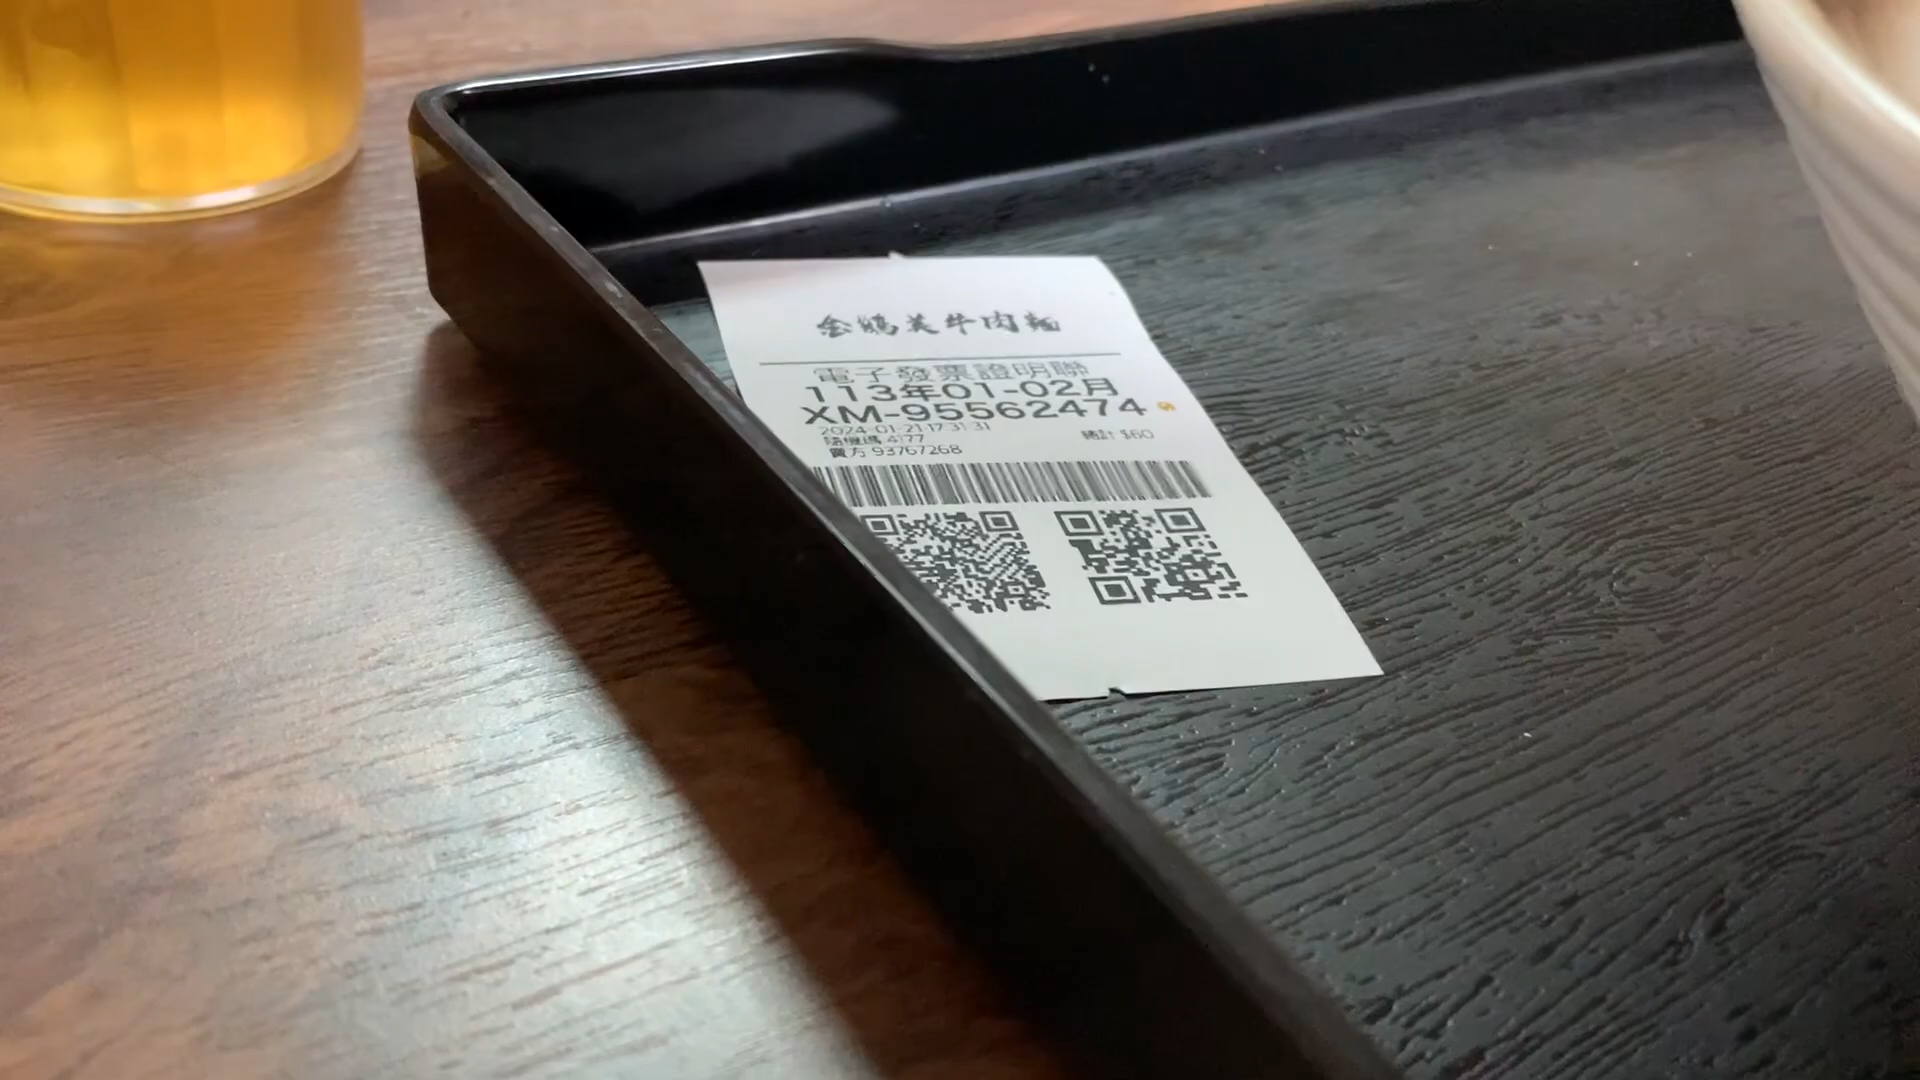 金鶴美牛肉麵
電子發票證明聯
113年01-02月
XM-95562474
2024-01-21 17:31:31
隨機碼 4177 總計 $60
賣方 93767268